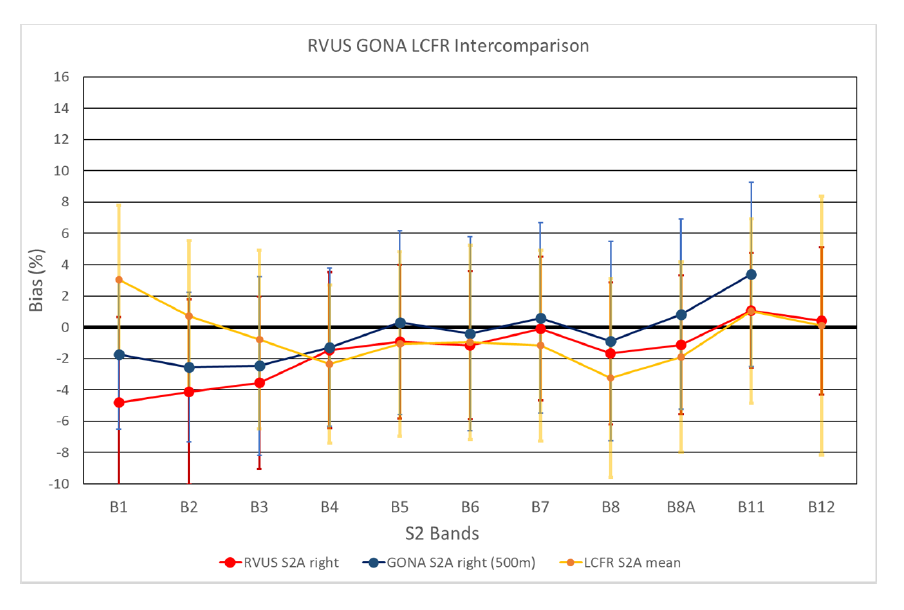 RVUS GONA LCFR Intercomparison
16
14
12
10
8
6
4
2
0
-2
-4
-6
-8
-10
Bias (%)
B1 B2 B3 B4 B5 B6 B7 B8 B8A B11 B12
S2 Bands
RVUS S2A right GONA S2A right (500m) LCFR S2A mean